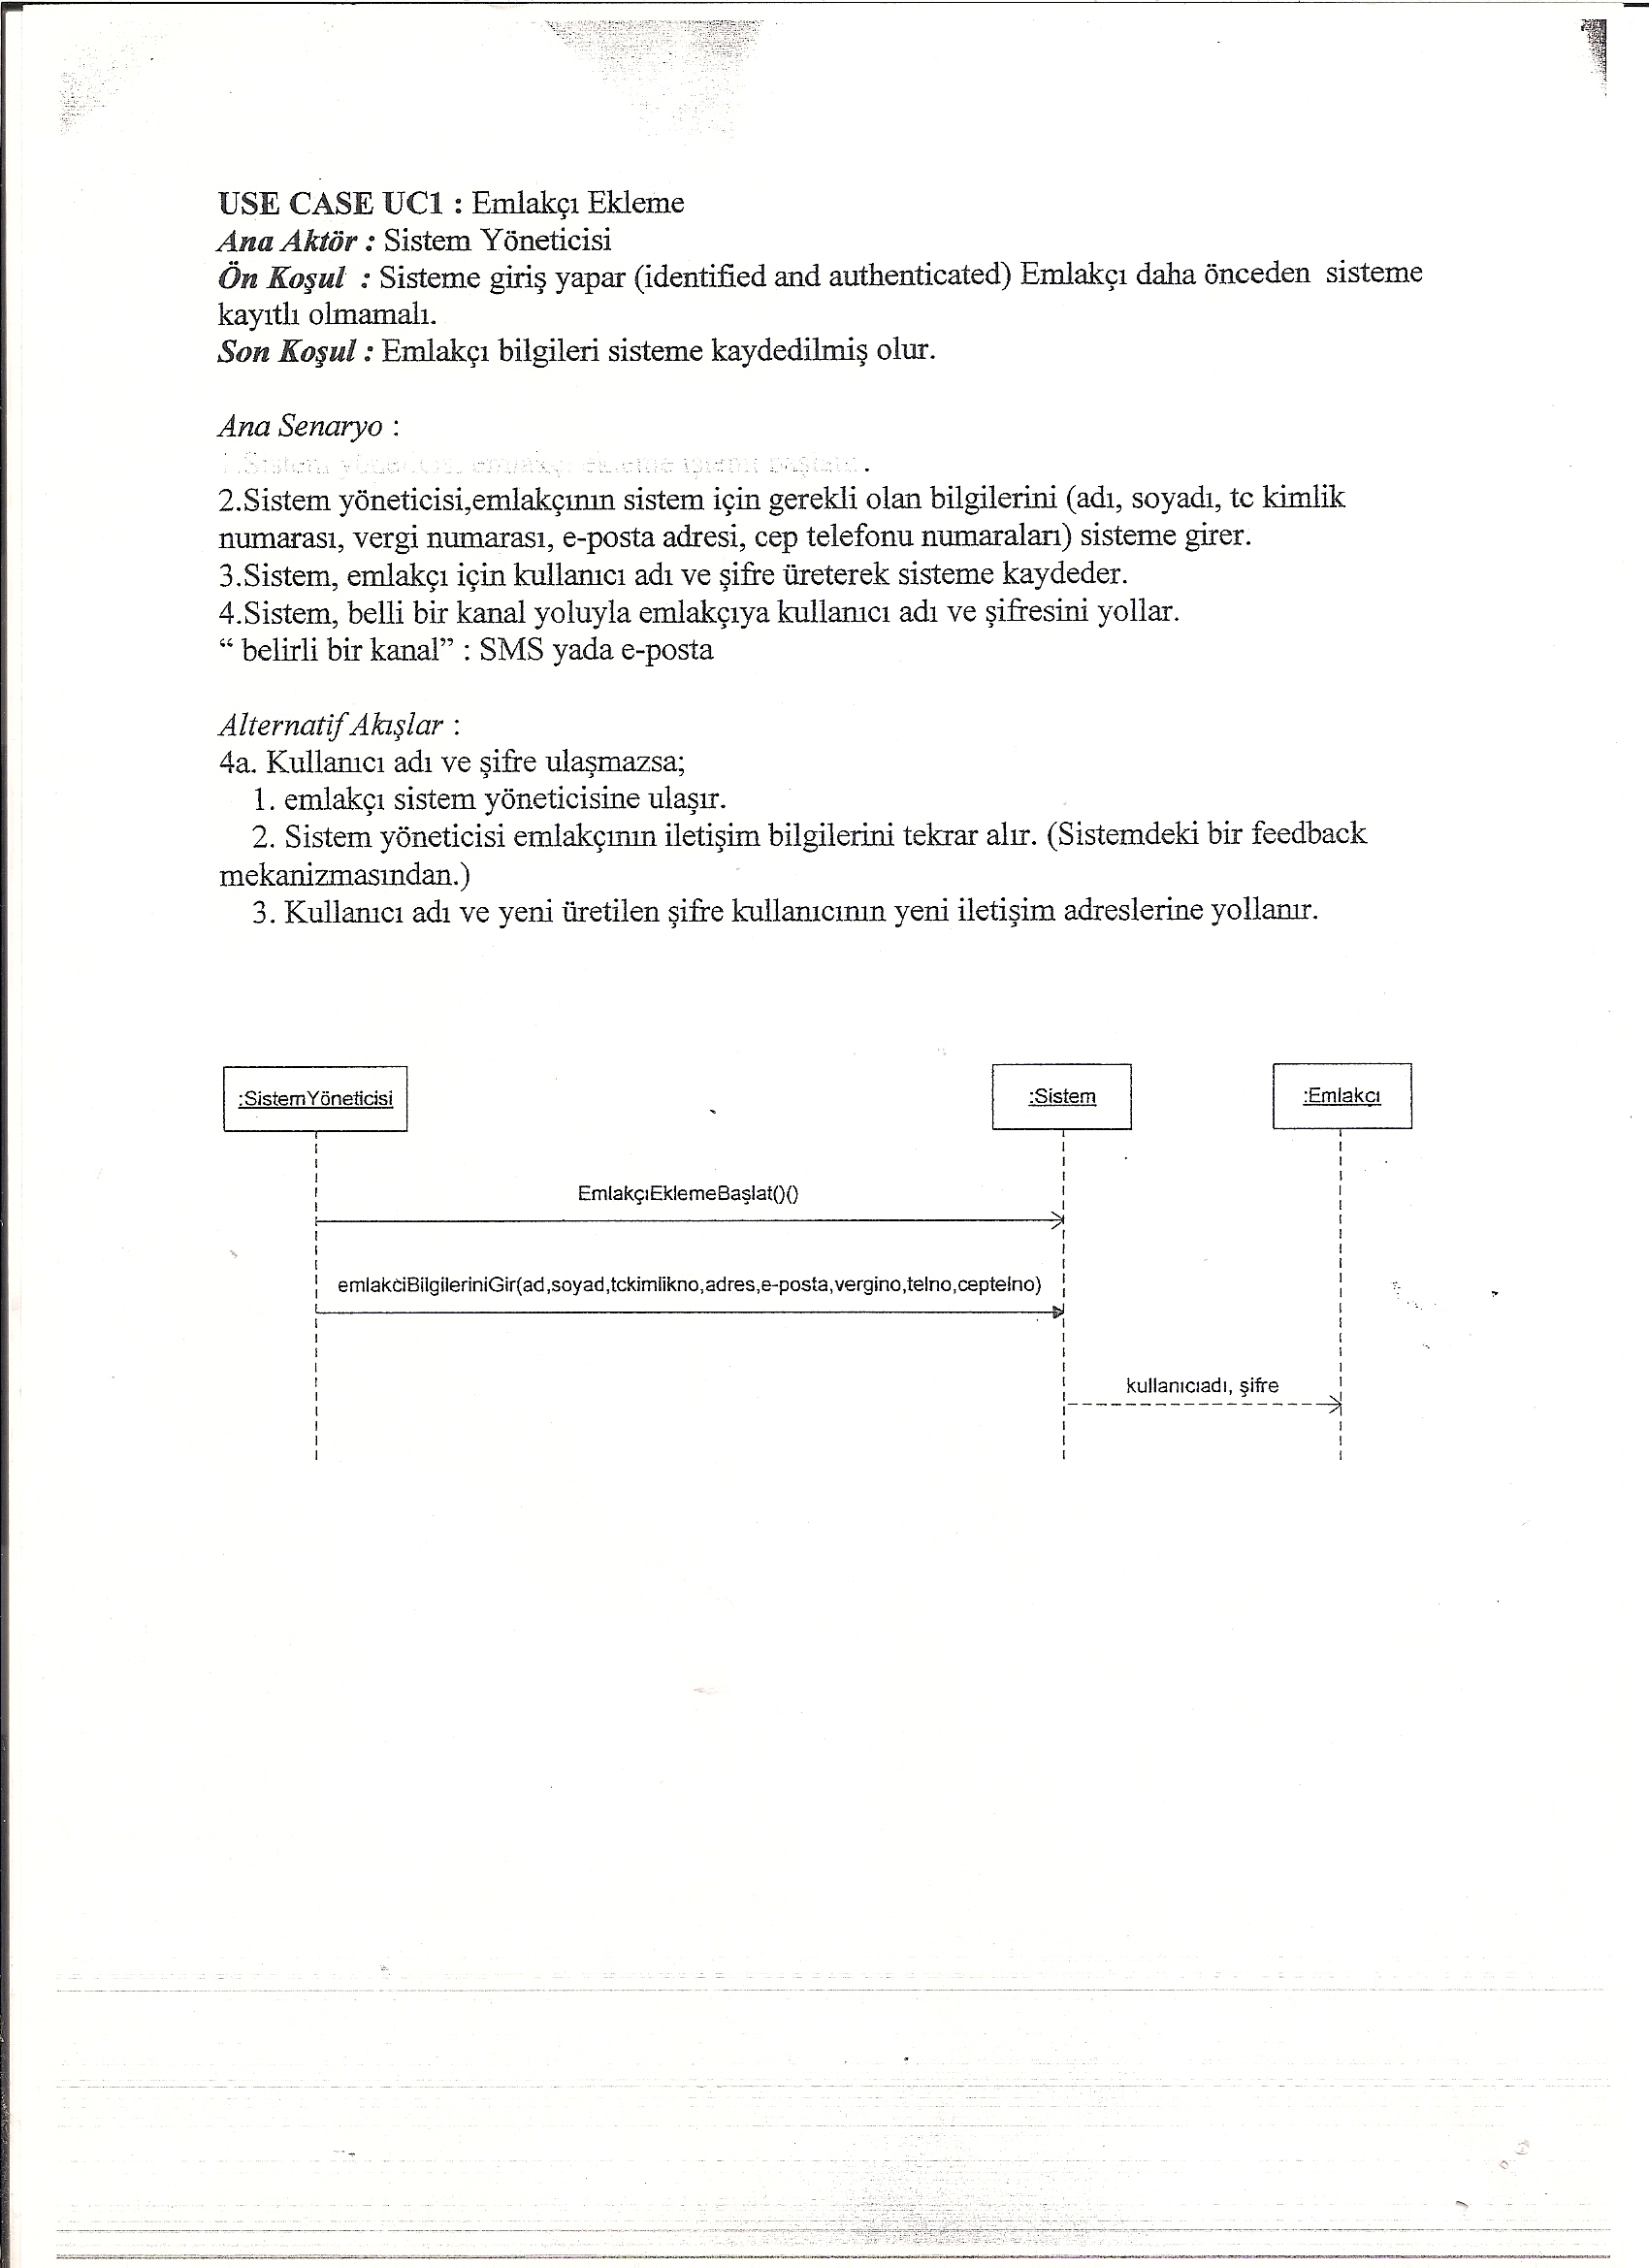 USE CASE UC1 : Emlakçı Ekleme
Ana Aktör : Sistem Yöneticisi
Ön Koşul : Sisteme giriş yapar (identified and authenticated) Emlakçı daha önceden sisteme
kayıtlı olmamalı.
Son Koşul : Emlakçı bilgileri sisteme kaydedilmiş olur.
Ana Senaryo :
1.Sistem yöneticisi, emlakçı ekleme işlemi
2.Sistem yöneticisi,emlakçının sistem için gerekli olan bilgilerini (adı, soyadı, tc kimlik
numarası, vergi numarası, e-posta adresi, cep telefonu numaraları) sisteme girer.
3.Sistem, emlakçı için kullanıcı adı ve şifre üreterek sisteme kaydeder.
4.Sistem, belli bir kanal yoluyla emlakçıya kullanıcı adı ve şifresini yollar.
“ belirli bir kanal” : SMS yada e-posta
Alternatif Akışlar :
4a. Kullanıcı adı ve şifre ulaşmazsa;
1. emlakçı sistem yöneticisine ulaşır.
2. Sistem yöneticisi emlakçının iletişim bilgilerini tekrar alır. (Sistemdeki bir feedback
mekanizmasından.)
3. Kullanıcı adı ve yeni üretilen şifre kullanıcının yeni iletişim adreslerine yollanır.
:SistemYöneticisi
:Sistem
:Emlakcı
EmlakçıEklemeBaşlat()()
emlakciBilgileriniGir(ad,soyad,tckimlikno,adres,e-posta,vergino,telno,ceptelno)
kullanıcıadı, şifre